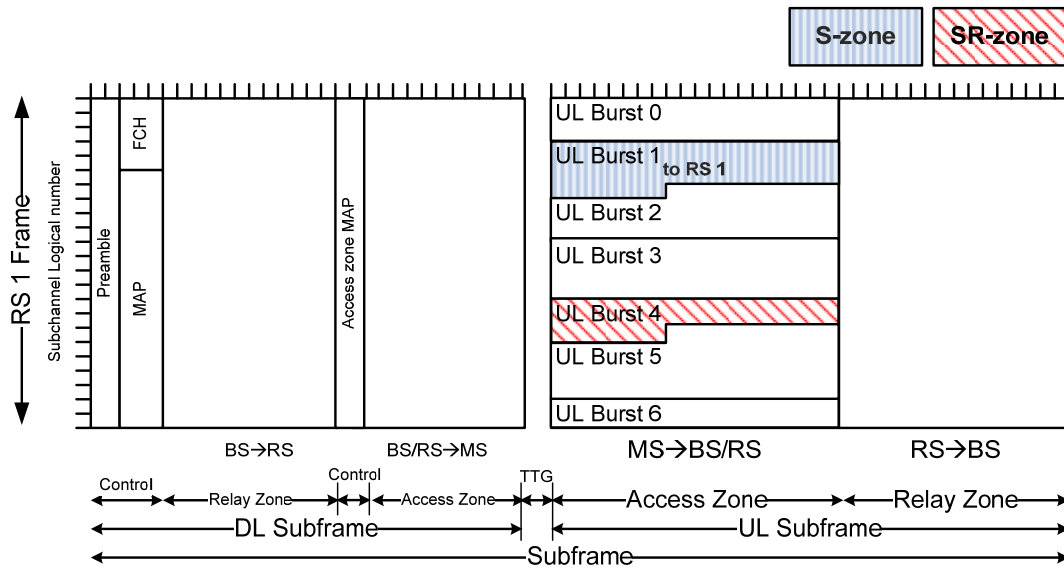 S-zone
SR-zone
RS 1 Frame
Subchannel Logical number
Preamble
FCH
MAP
Access zone MAP
UL Burst 0
UL Burst 1
to RS 1
UL Burst 2
UL Burst 3
UL Burst 4
UL Burst 5
UL Burst 6
BS→RS
BS/RS→MS
MS→BS/RS
RS→BS
Control
Relay Zone
Control
Access Zone
TTG
Access Zone
Relay Zone
DL Subframe
UL Subframe
Subframe